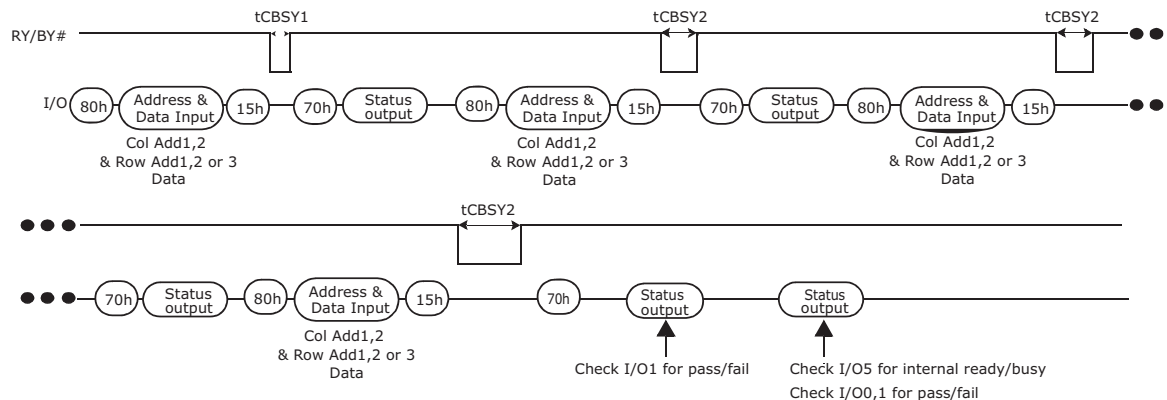 tCBSY1 tCBSY2 tCBSY2
RY/BY#
I/O 80h Address & Data Input 15h 70h Status output 80h Address & Data Input 15h 70h Status output 80h Address & Data Input 15h
Col Add1,2 Col Add1,2 Col Add1,2
& Row Add1,2 or 3 & Row Add1,2 or 3 & Row Add1,2 or 3
Data Data Data
tCBSY2
70h Status output 80h Address & Data Input 15h 70h Status output Status output
Col Add1,2
& Row Add1,2 or 3
Data
Check I/O1 for pass/fail Check I/O5 for internal ready/busy
Check I/O0,1 for pass/fail